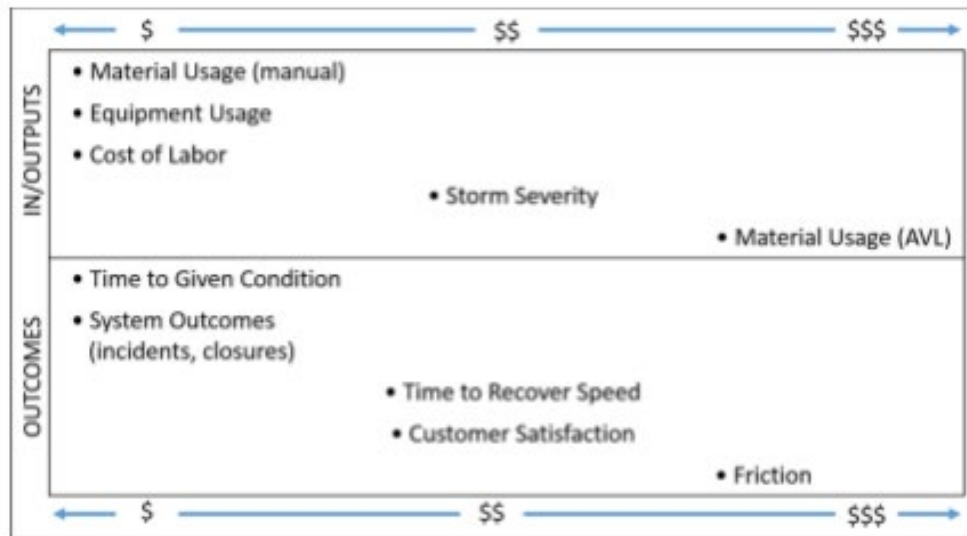 $ $$ $$$
IN/OUTPUTS
• Material Usage (manual)
• Equipment Usage
• Cost of Labor
• Storm Severity
• Material Usage (AVL)
OUTCOMES
• Time to Given Condition
• System Outcomes
(incidents, closures)
• Time to Recover Speed
• Customer Satisfaction
• Friction
$ $$ $$$